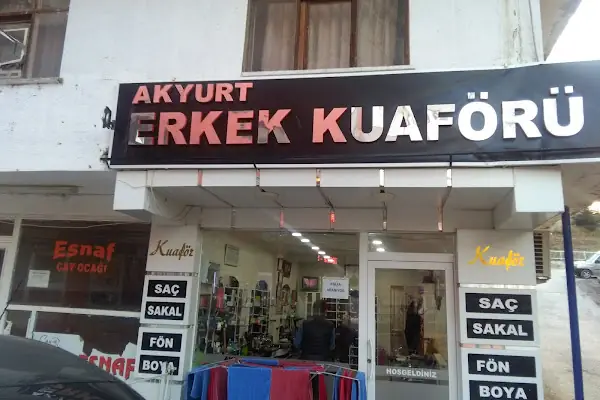 AKYURT
ERKEK KUAFÖRÜ
Esnaf
ÇAY OCAĞI
Kuaför
SAÇ
SAKAL
FÖN
BOYA
ESNAF
HOŞGELDİNİZ
Kuaför
SAÇ
SAKAL
FÖN
BOYA